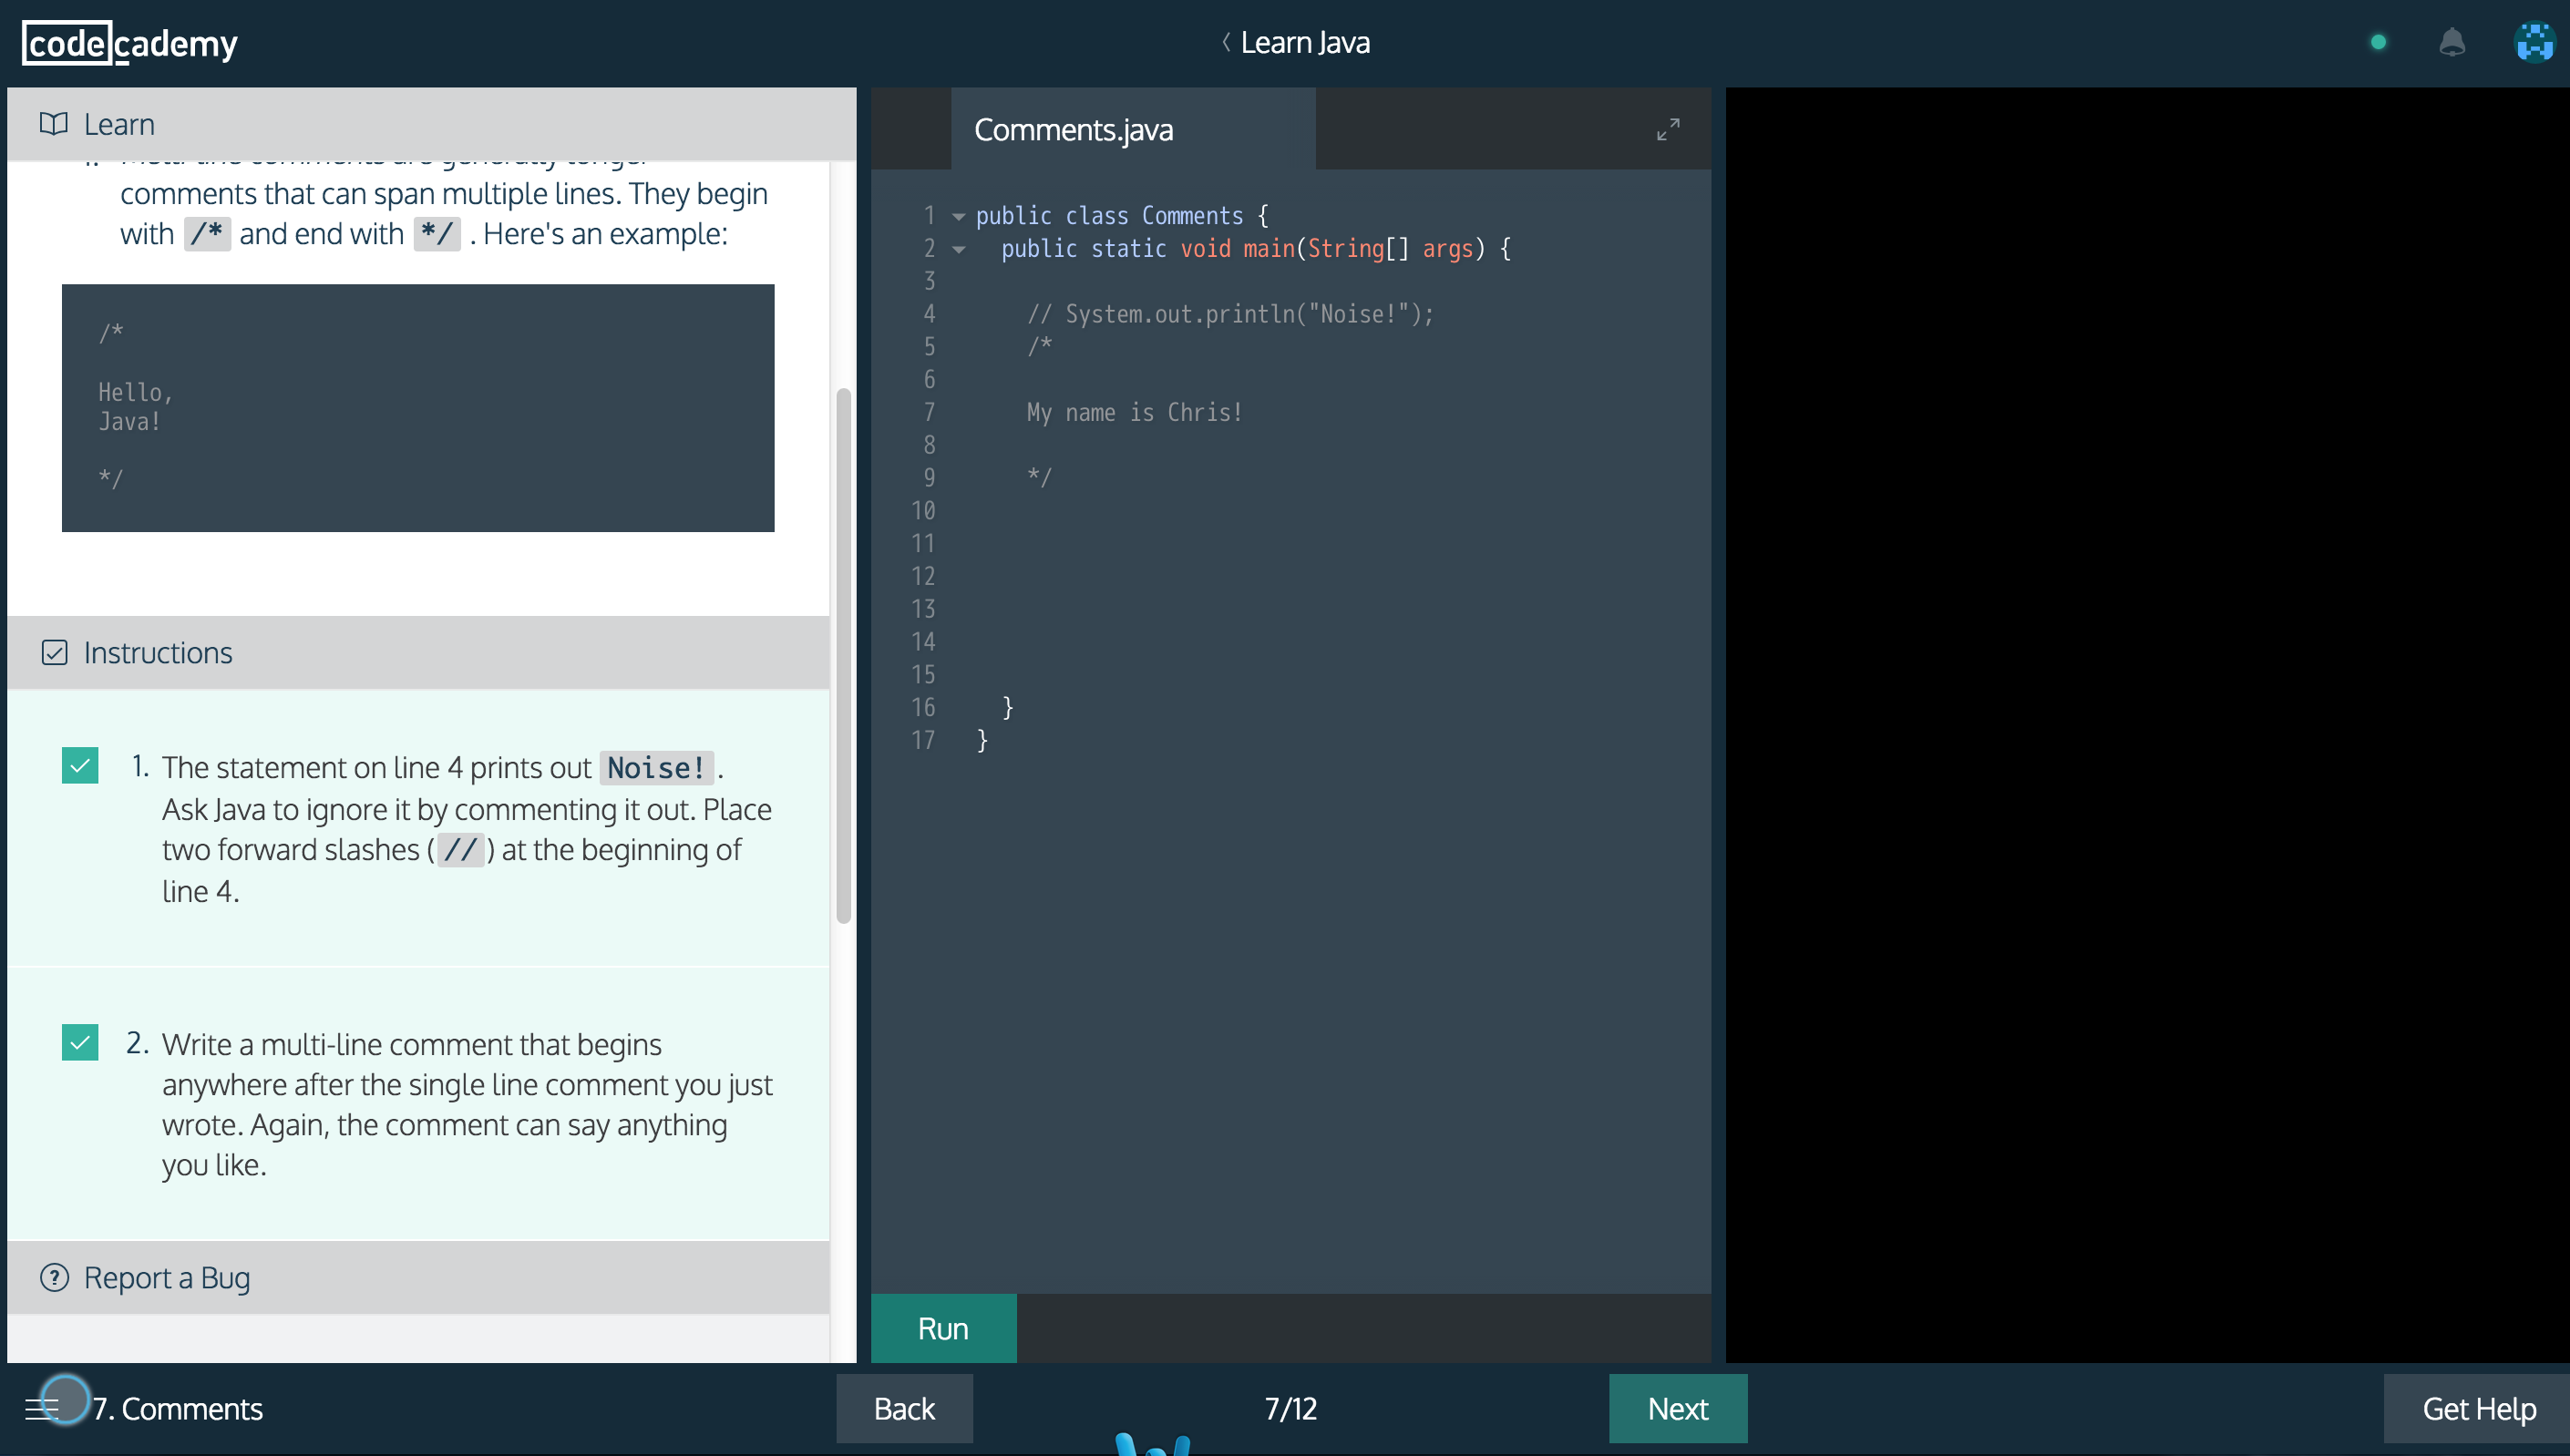 codecademy
Learn Java
Learn
comments that can span multiple lines. They begin
with /* and end with */ . Here's an example:
/*
Hello,
Java!
*/
Instructions
1. The statement on line 4 prints out Noise! .
Ask Java to ignore it by commenting it out. Place
two forward slashes ( // ) at the beginning of
line 4.
2. Write a multi-line comment that begins
anywhere after the single line comment you just
wrote. Again, the comment can say anything
you like.
Report a Bug
Comments.java
1 public class Comments {
2 public static void main(String[] args) {
3
4 // System.out.println("Noise!");
5 /*
6
7 My name is Chris!
8
9 */
10
11
12
13
14
15
16 }
17 }
Run
7. Comments
Back
7/12
Next
Get Help